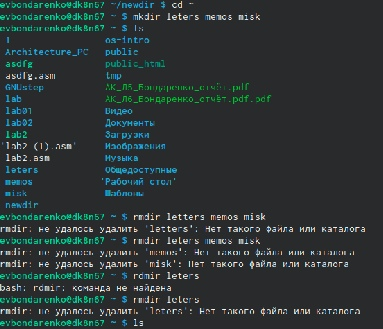 evbondarenko@dk8n67 ~/newdir $ cd ~
evbondarenko@dk8n67 ~ $ mkdir leters memos misk
evbondarenko@dk8n67 ~ $ ls
1 os-intro
Architecture_PC public
asdfg public_html
asdfg.asm tmp
GNUstep АК_Л6_Бондаренко_отчёт.pdf
lab АК_Л6_Бондаренко_отчёт.pdf.pdf
lab01 Видео
lab02 Документы
lab2 Загрузки
'lab2 (1).asm' Изображения
lab2.asm Музыка
leters Общедоступные
memos 'Рабочий стол'
misk Шаблоны
newdir
evbondarenko@dk8n67 ~ $ rmdir letters memos misk
rmdir: не удалось удалить 'letters': Нет такого файла или каталога
evbondarenko@dk8n67 ~ $ rmdir leters memos misk
rmdir: не удалось удалить 'memos': Нет такого файла или каталога
rmdir: не удалось удалить 'misk': Нет такого файла или каталога
evbondarenko@dk8n67 ~ $ rdmir leters
bash: rdmir: команда не найдена
evbondarenko@dk8n67 ~ $ rmdir leters
rmdir: не удалось удалить 'leters': Нет такого файла или каталога
evbondarenko@dk8n67 ~ $ ls